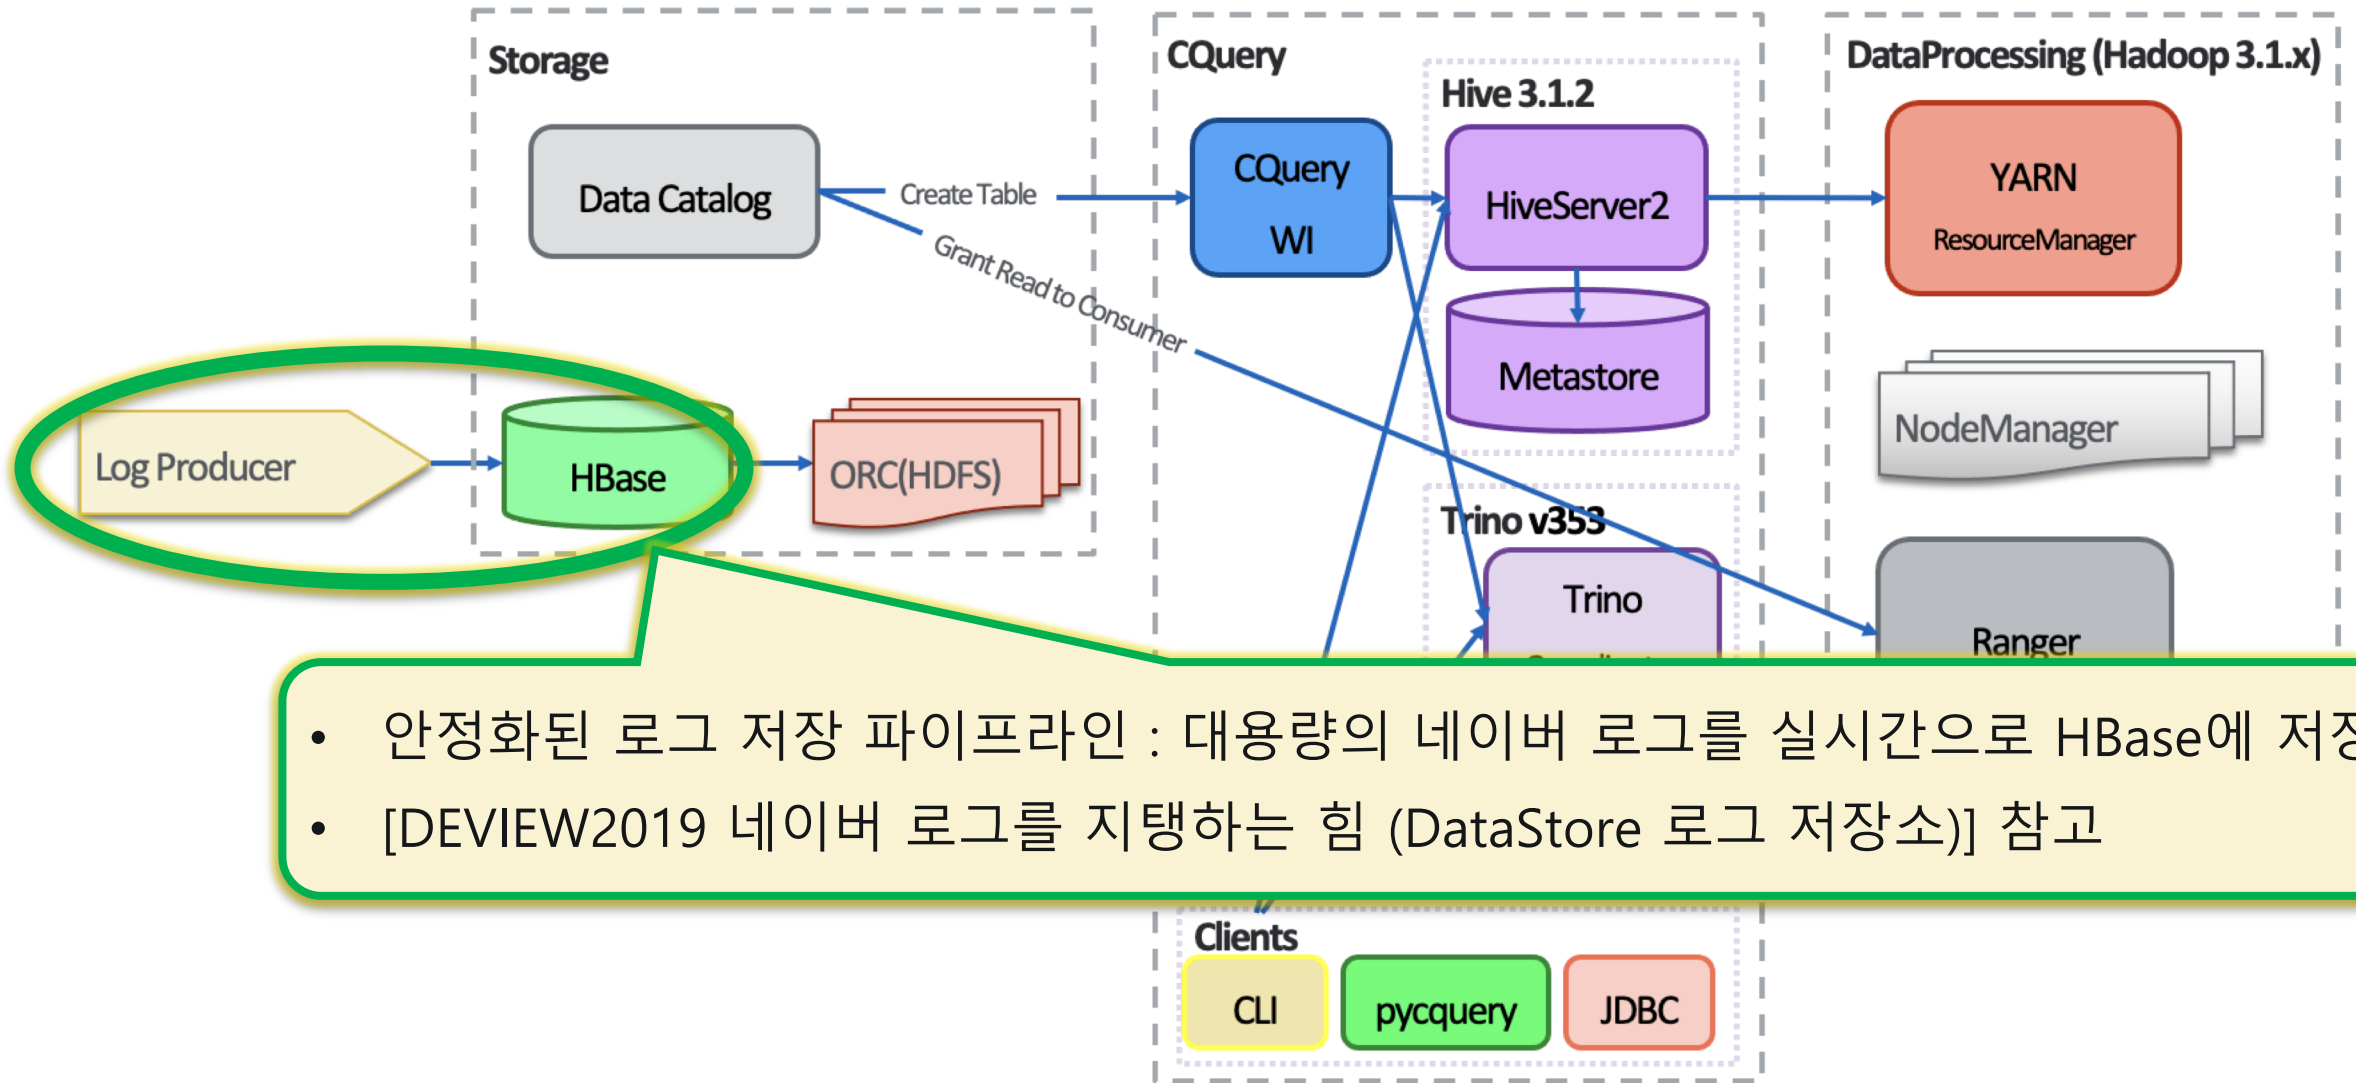 Storage
Data Catalog
Create Table
Grant Read to Consumer
Log Producer
HBase
ORC(HDFS)
CQuery
CQuery
WI
Hive 3.1.2
HiveServer2
Metastore
Trino v353
Trino
DataProcessing (Hadoop 3.1.x)
YARN
ResourceManager
NodeManager
Ranger
• 안정화된 로그 저장 파이프라인 : 대용량의 네이버 로그를 실시간으로 HBase에 저장
• [DEVIEW2019 네이버 로그를 지탱하는 힘 (DataStore 로그 저장소)] 참고
Clients
CLI
pycquery
JDBC